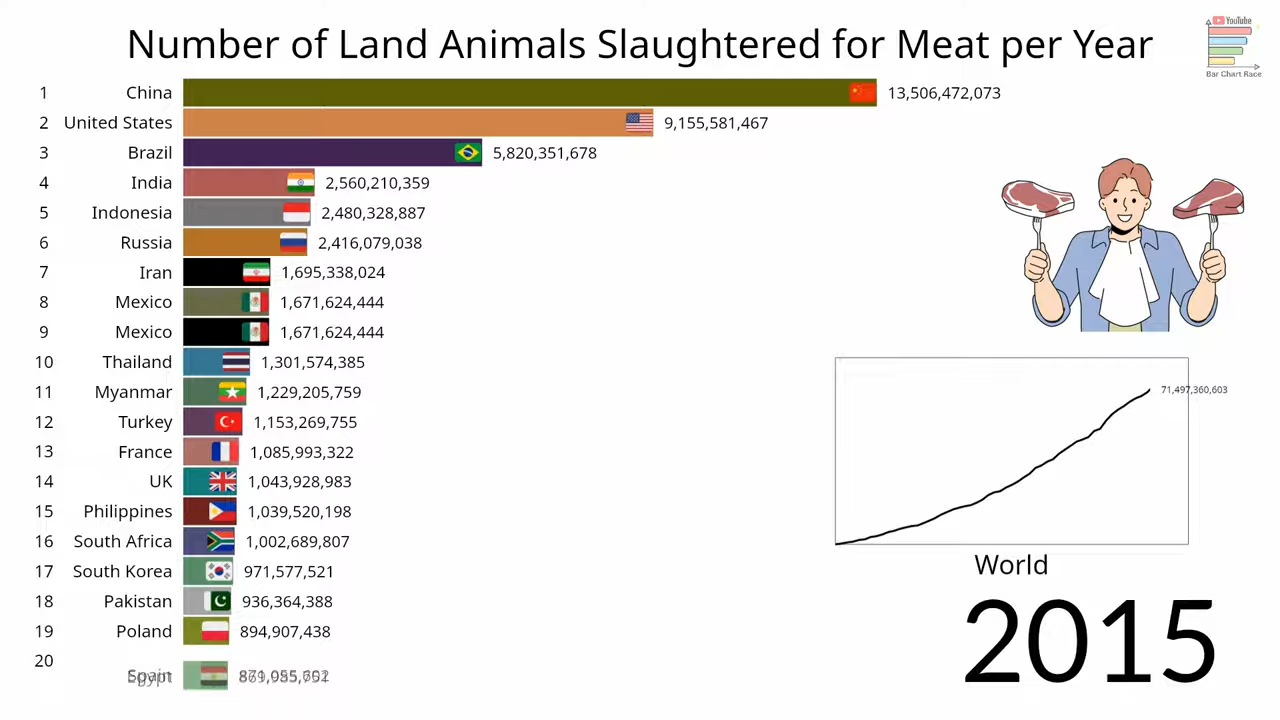 Number of Land Animals Slaughtered for Meat per Year
YouTube
Bar Chart Race
1 China 13,506,472,073
2 United States 9,155,581,467
3 Brazil 5,820,351,678
4 India 2,560,210,359
5 Indonesia 2,480,328,887
6 Russia 2,416,079,038
7 Iran 1,695,338,024
8 Mexico 1,671,624,444
9 Mexico 1,671,624,444
10 Thailand 1,301,574,385
11 Myanmar 1,229,205,759
12 Turkey 1,153,269,755
13 France 1,085,993,322
14 UK 1,043,928,983
15 Philippines 1,039,520,198
16 South Africa 1,002,689,807
17 South Korea 971,577,521
18 Pakistan 936,364,388
19 Poland 894,907,438
20
71,497,360,603
World
2015